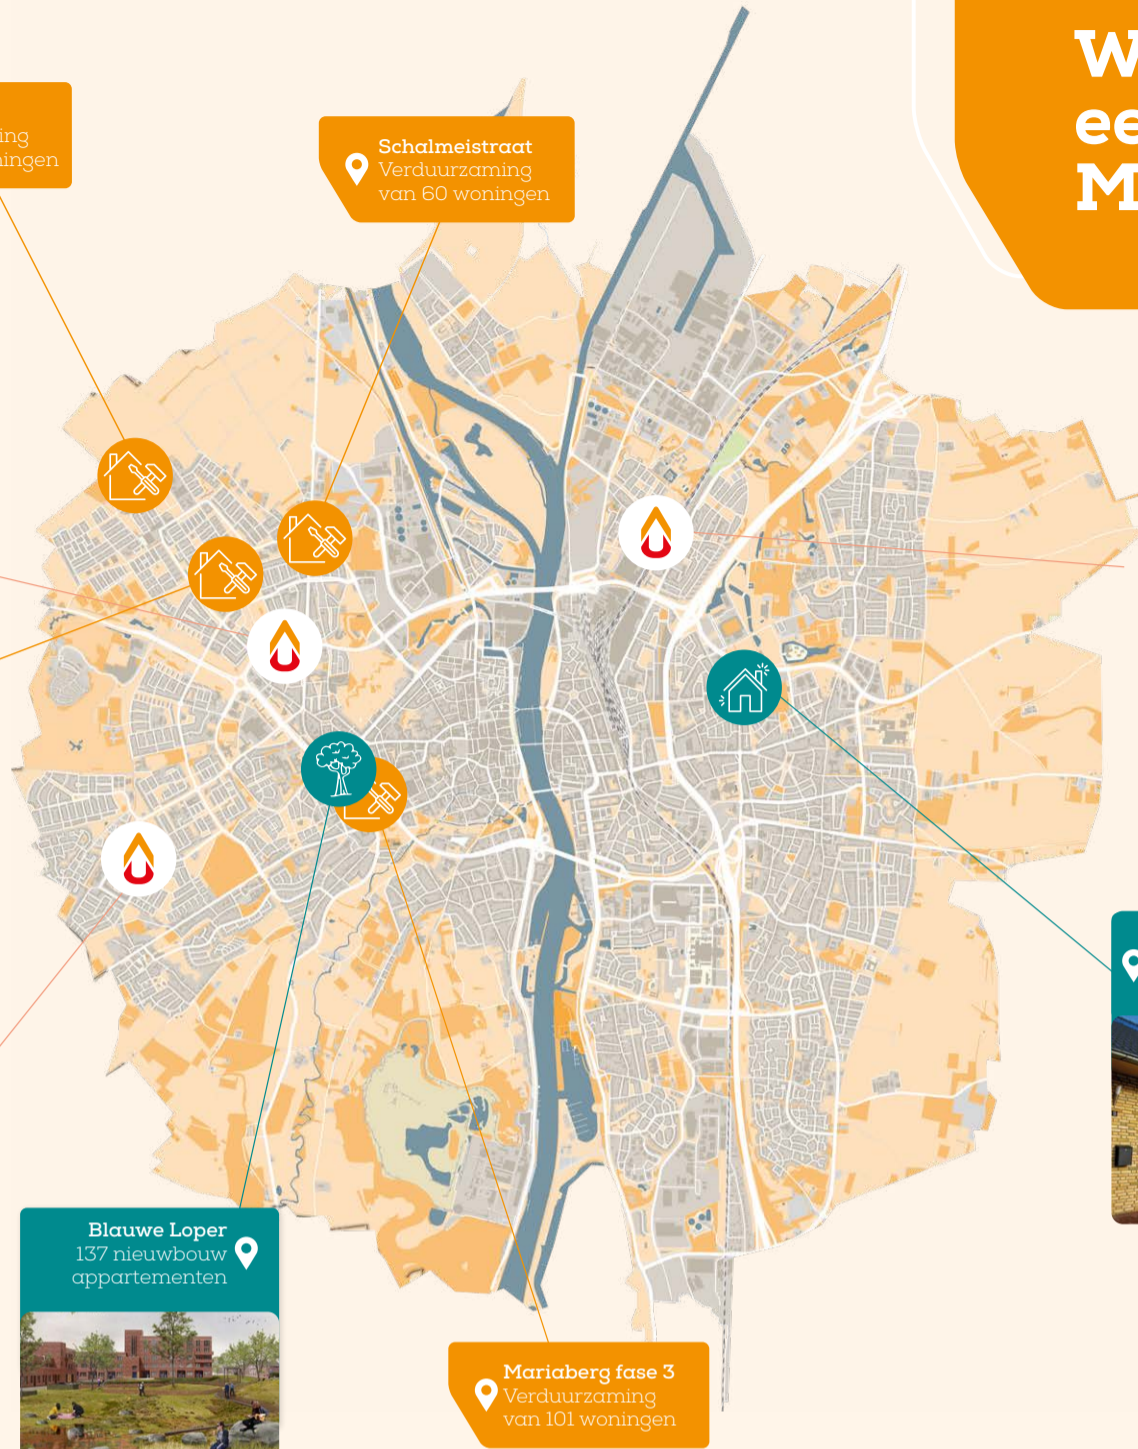 Schalmeistraat
Verduurzaming
van 60 woningen
Blauwe Loper
137 nieuwbouw
appartementen
Mariaberg fase 3
Verduurzaming
van 101 woningen